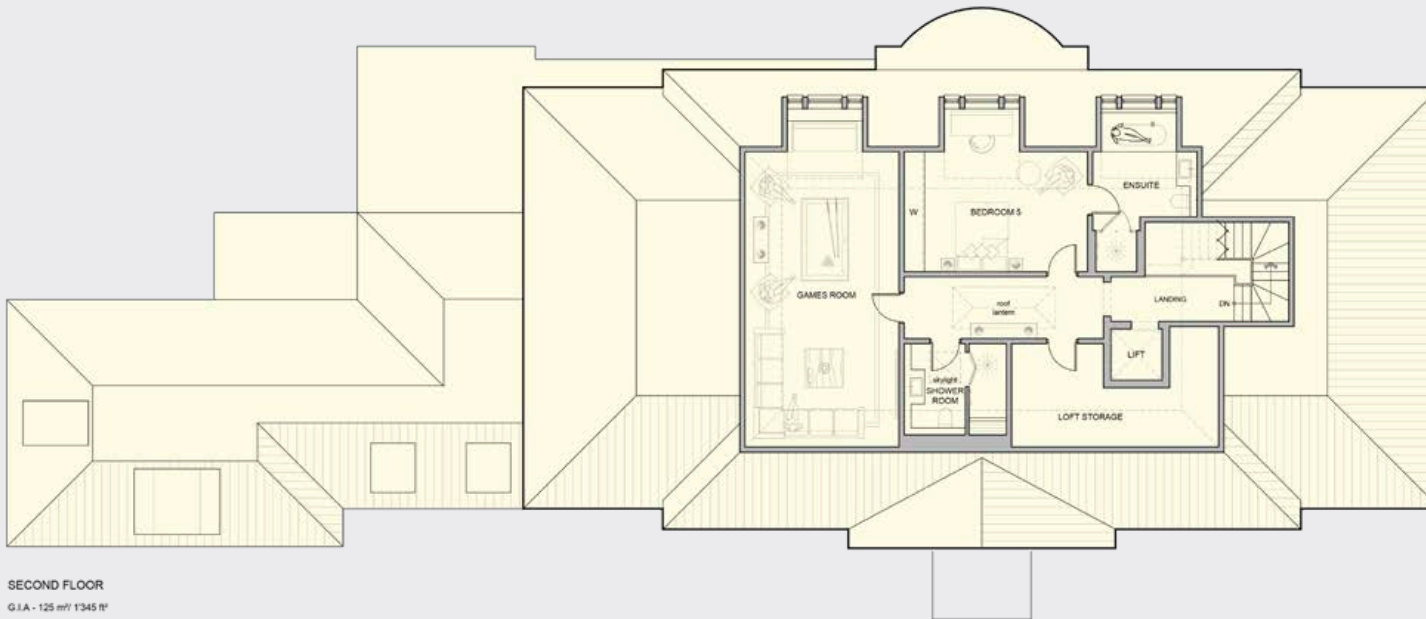 ENSUITE
W
BEDROOM 5
GAMES ROOM
roof
lantern
LANDING
DN
LIFT
skylight
SHOWER
ROOM
LOFT STORAGE
SECOND FLOOR
G.I.A - 125 m²/ 1'345 ft²